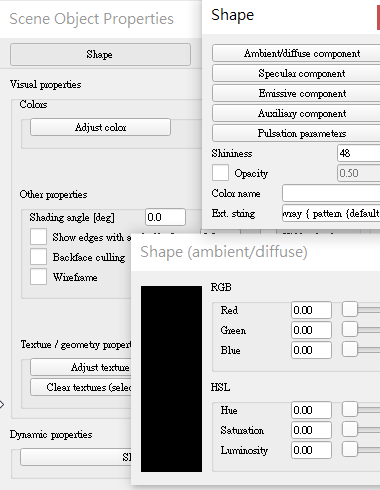 Scene Object Properties
Shape
Visual properties
Colors
Adjust color
Other properties
Shading angle [deg]
0.0
Show edges with
Backface culling
Wireframe
Texture / geometry
Adjust texture
Clear textures
Dynamic properties
Shape
Ambient/diffuse component
Specular component
Emissive component
Auxiliary component
Pulsation parameters
Shininess
48
Opacity
0.50
Color name
Ext. string
{ pattern {default
Shape (ambient/diffuse)
RGB
Red
0.00
Green
0.00
Blue
0.00
HSL
Hue
0.00
Saturation
0.00
Luminosity
0.00